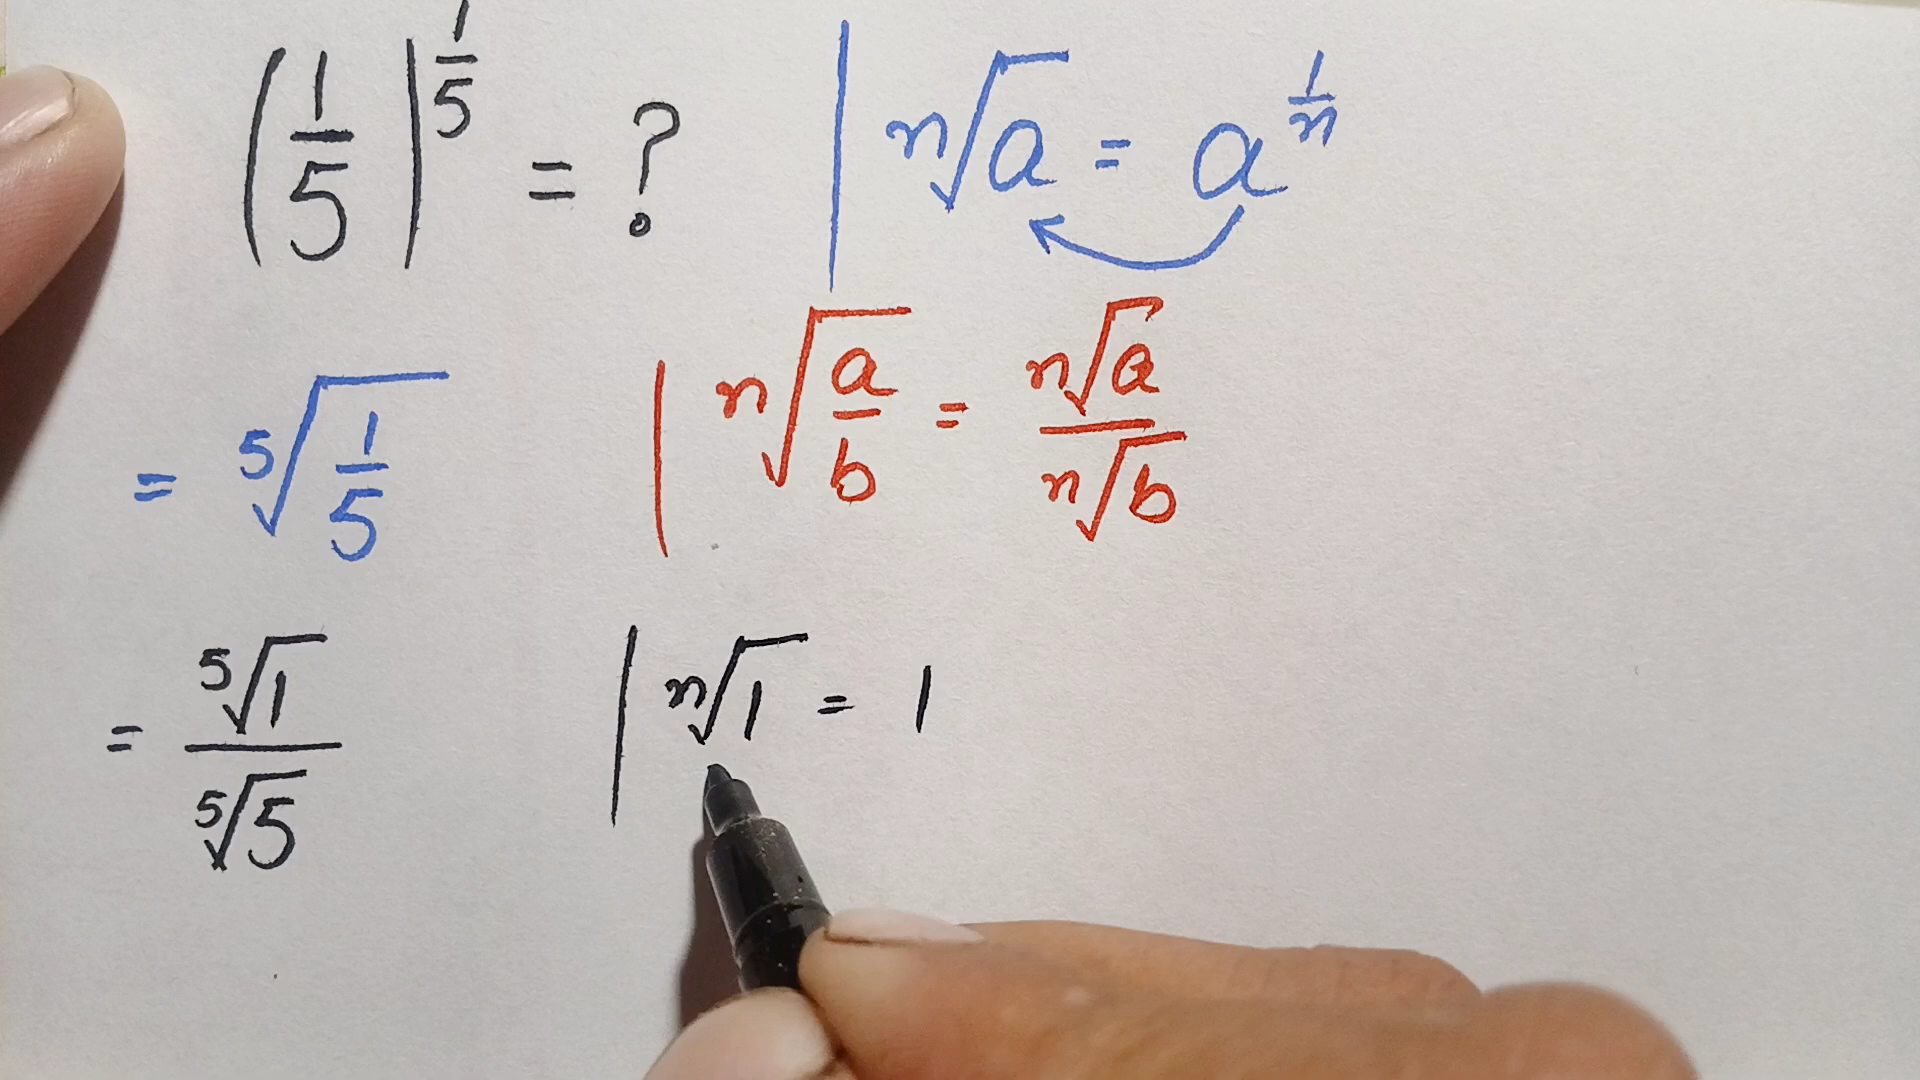 (1/5)^(1/5) = ? | ⁿ√a = a^(1/n)
= ⁵√(1/5) | ⁿ√(a/b) = ⁿ√a / ⁿ√b
= ⁵√1 / ⁵√5 | ⁿ√1 = 1